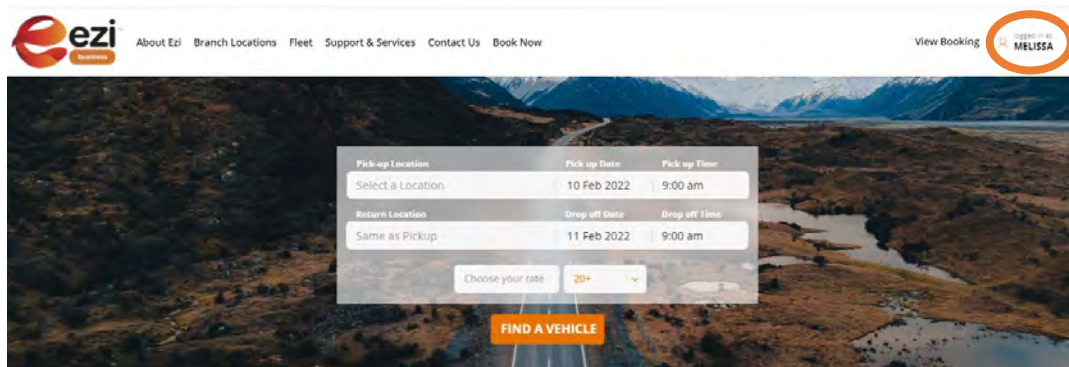 ezi
business
About Ezi Branch Locations Fleet Support & Services Contact Us Book Now
View Booking
logged in as
MELISSA
Pick-up Location Pick up Date Pick up Time
Select a Location 10 Feb 2022 9:00 am
Return Location Drop off Date Drop off Time
Same as Pickup 11 Feb 2022 9:00 am
Choose your rate 20+
FIND A VEHICLE